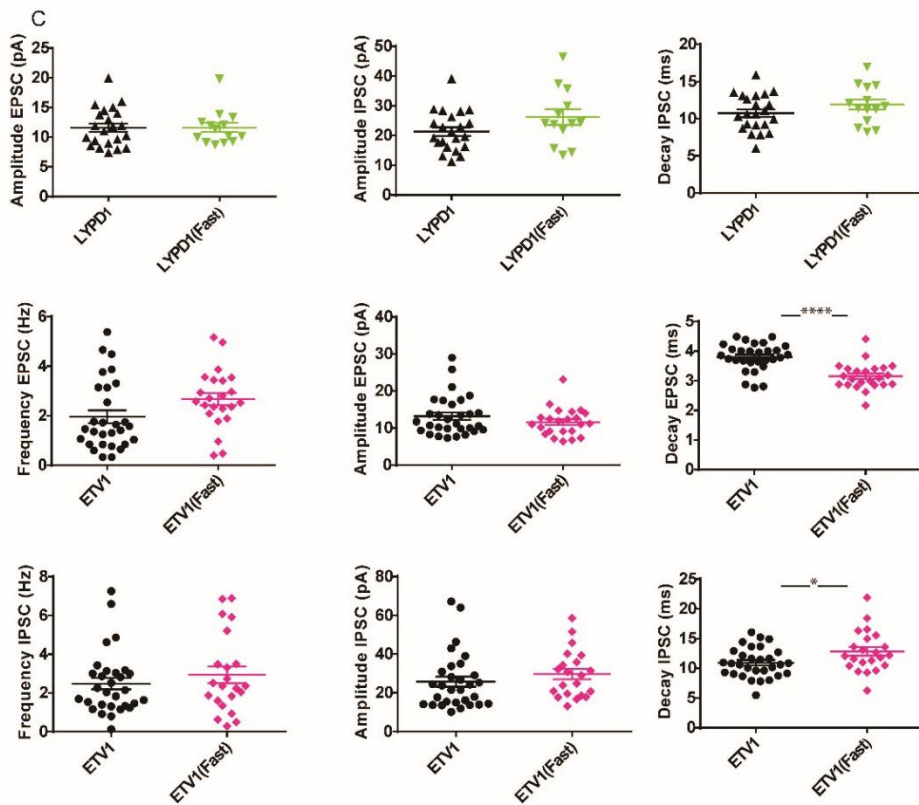 C
Amplitude EPSC (pA)
25
20
15
10
5
0
LYPD1
LYPD1(Fast)
Amplitude IPSC (pA)
50
40
30
20
10
0
LYPD1
LYPD1(Fast)
Decay IPSC (ms)
20
15
10
5
0
LYPD1
LYPD1(Fast)
Frequency EPSC (Hz)
6
4
2
0
ETV1
ETV1(Fast)
Amplitude EPSC (pA)
40
30
20
10
0
ETV1
ETV1(Fast)
Decay EPSC (ms)
5
4
3
2
1
0
****
ETV1
ETV1(Fast)
Frequency IPSC (Hz)
8
6
4
2
0
ETV1
ETV1(Fast)
Amplitude IPSC (pA)
80
60
40
20
0
ETV1
ETV1(Fast)
Decay IPSC (ms)
25
20
15
10
5
0
*
ETV1
ETV1(Fast)